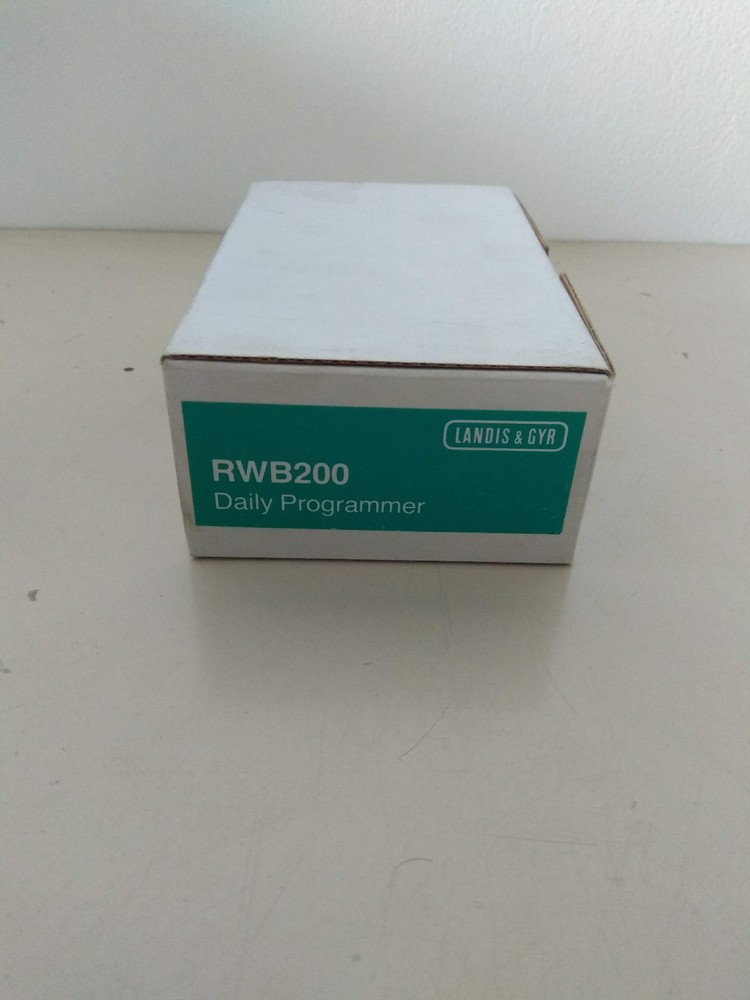 LANDIS & GYR
RWB200
Daily Programmer